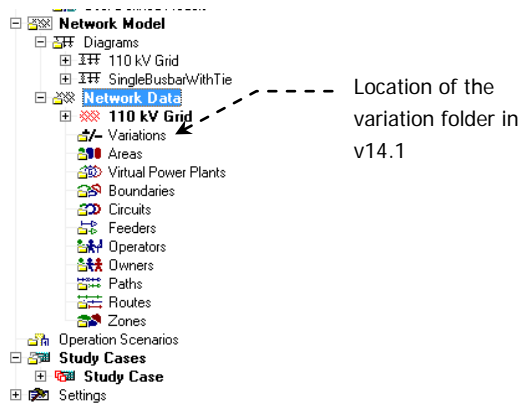 Network Model
Diagrams
110 kV Grid
SingleBusbarWithTie
Network Data
110 kV Grid
Variations
Areas
Virtual Power Plants
Boundaries
Circuits
Feeders
Operators
Owners
Paths
Routes
Zones
Operation Scenarios
Study Cases
Study Case
Settings
Location of the
variation folder in
v14.1